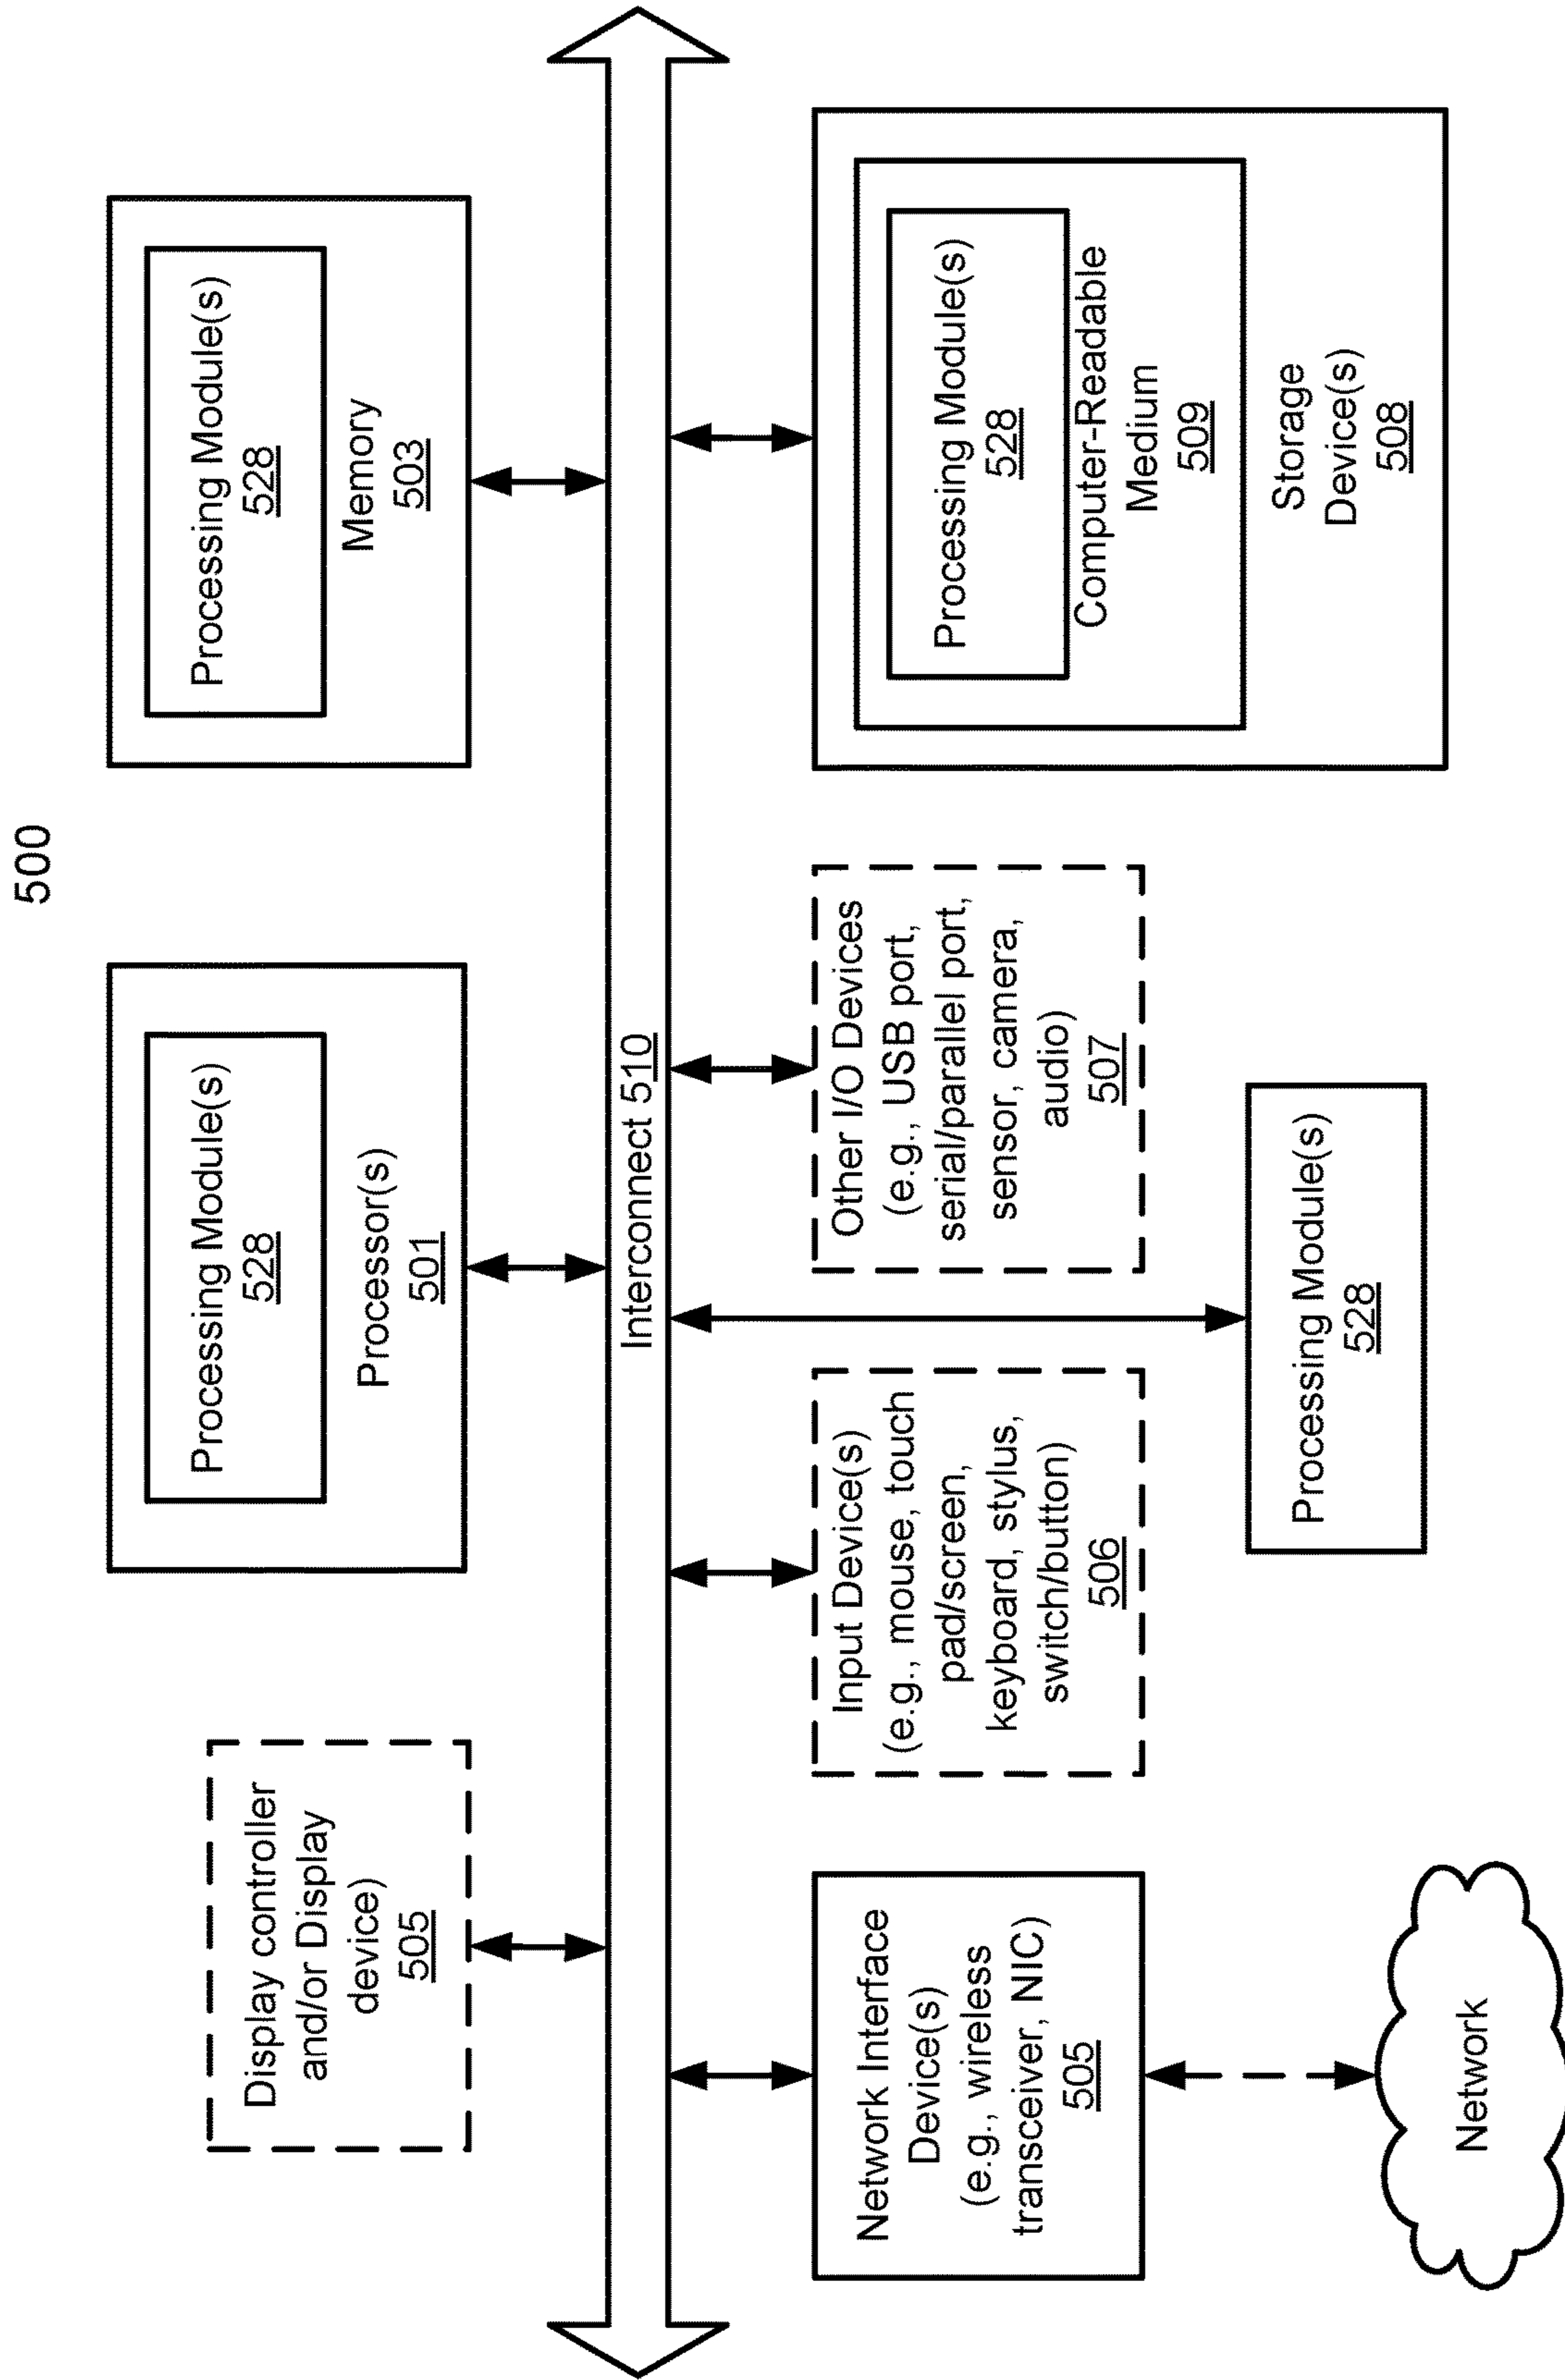 500
Display controller
and/or Display
device)
505
Processing Module(s)
528
Processor(s)
501
Processing Module(s)
528
Memory
503
Interconnect 510
Network Interface
Device(s)
(e.g., wireless
transceiver, NIC)
505
Input Device(s)
(e.g., mouse, touch
pad/screen,
keyboard, stylus,
switch/button)
506
Other I/O Devices
(e.g., USB port,
serial/parallel port,
sensor, camera,
audio)
507
Processing Module(s)
528
Computer-Readable
Medium
509
Storage
Device(s)
508
Processing Module(s)
528
Network